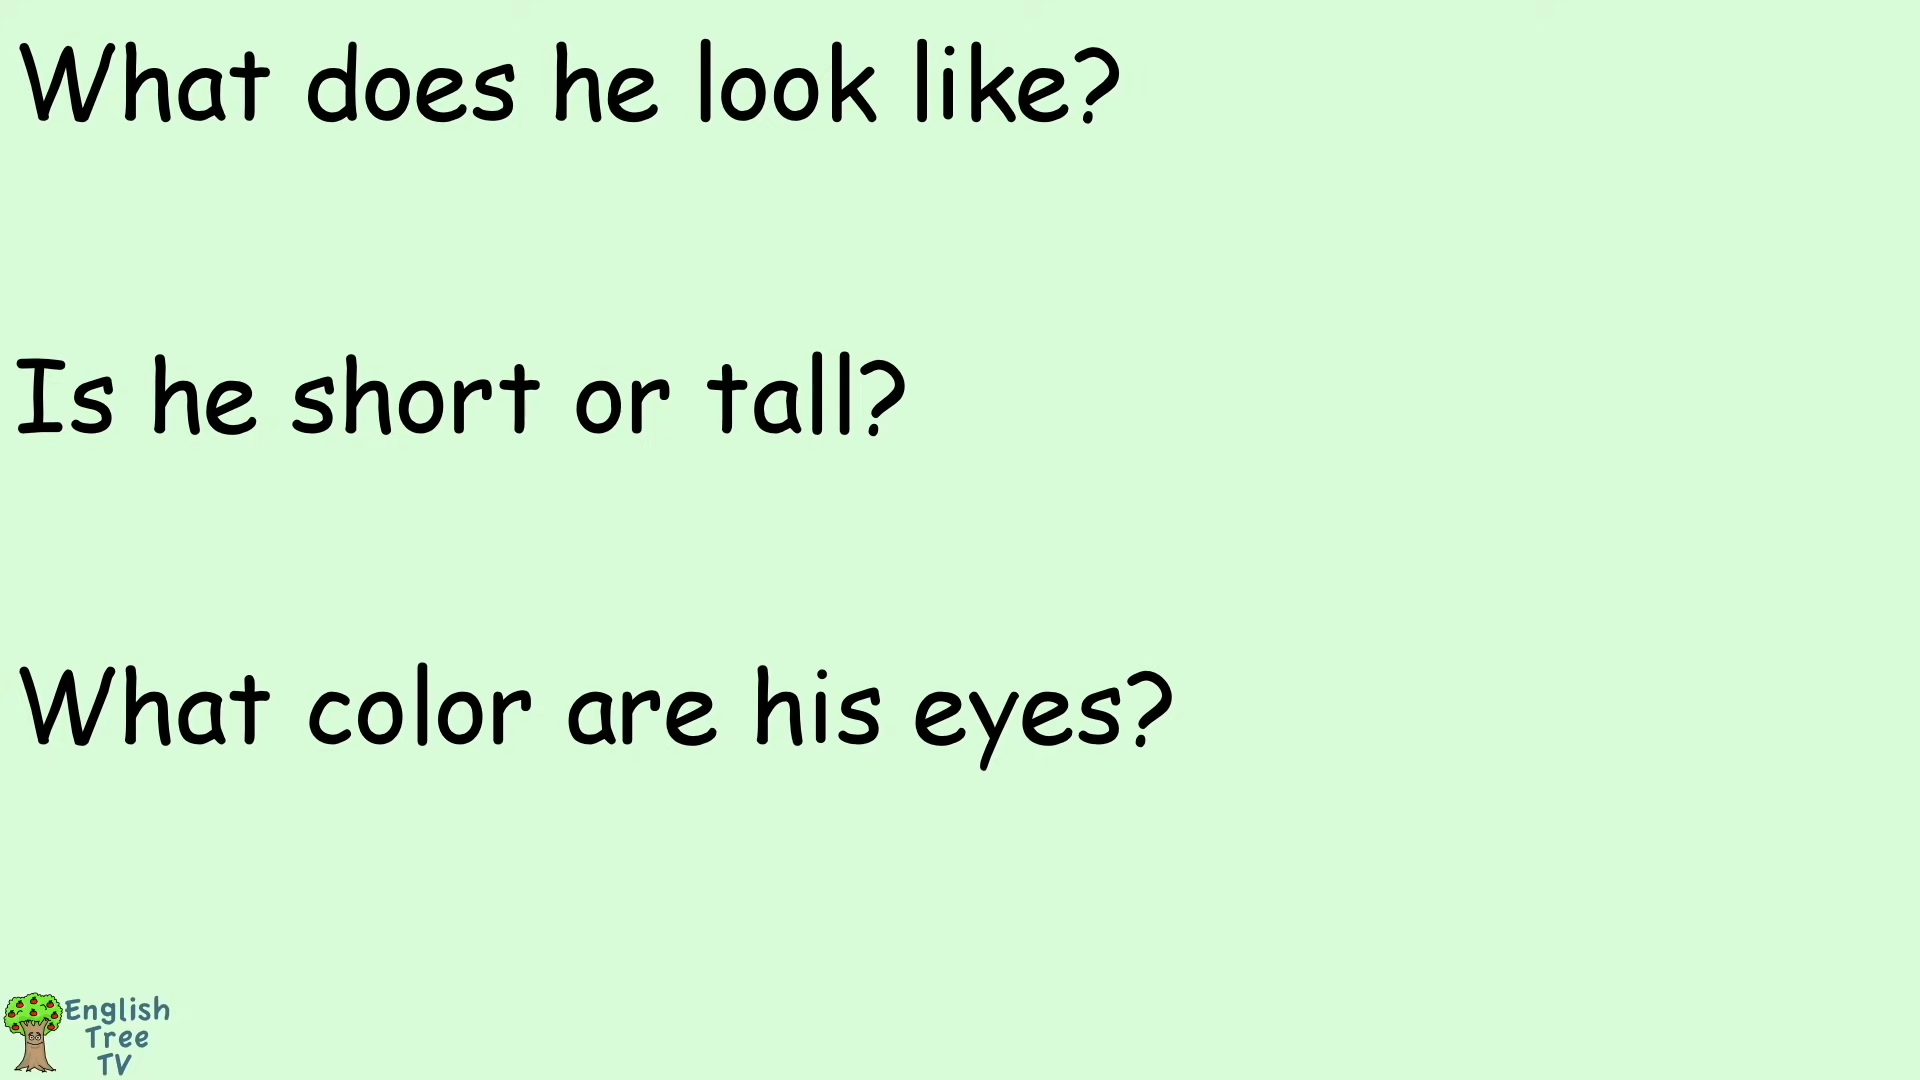 What does he look like?
Is he short or tall?
What color are his eyes?
English
Tree
TV